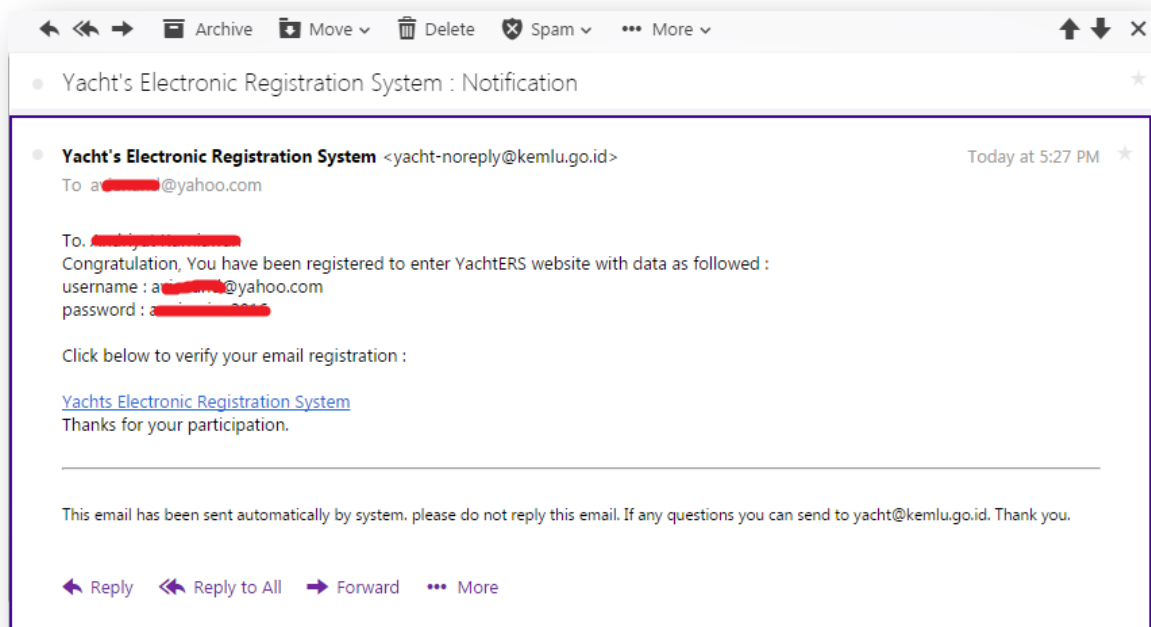 Archive Move Delete Spam More
Yacht's Electronic Registration System : Notification
Yacht's Electronic Registration System <yacht-noreply@kemlu.go.id> Today at 5:27 PM
To @yahoo.com
To.
Congratulation, You have been registered to enter YachtERS website with data as followed :
username : @yahoo.com
password :
Click below to verify your email registration :
Yachts Electronic Registration System
Thanks for your participation.
This email has been sent automatically by system. please do not reply this email. If any questions you can send to yacht@kemlu.go.id. Thank you.
Reply Reply to All Forward More